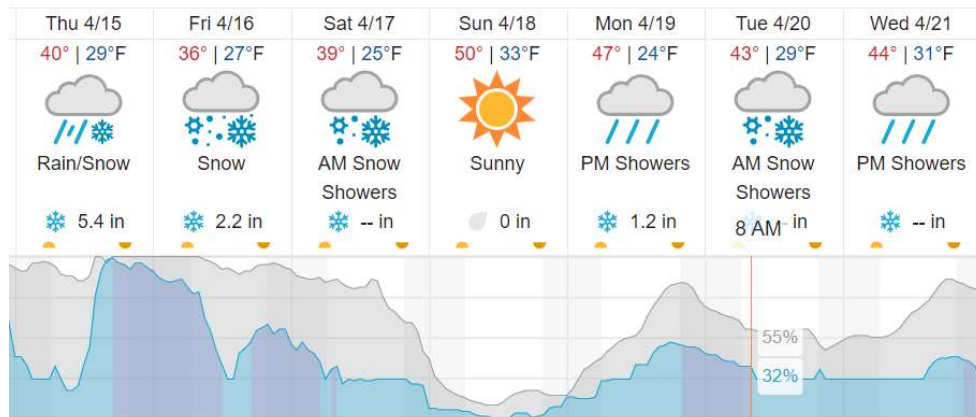 Thu 4/15 Fri 4/16 Sat 4/17 Sun 4/18 Mon 4/19 Tue 4/20 Wed 4/21
40° | 29°F 36° | 27°F 39° | 25°F 50° | 33°F 47° | 24°F 43° | 29°F 44° | 31°F
Rain/Snow Snow AM Snow Sunny PM Showers AM Snow PM Showers
Showers Showers
5.4 in 2.2 in -- in 0 in 1.2 in -- in -- in
8 AM
55%
32%